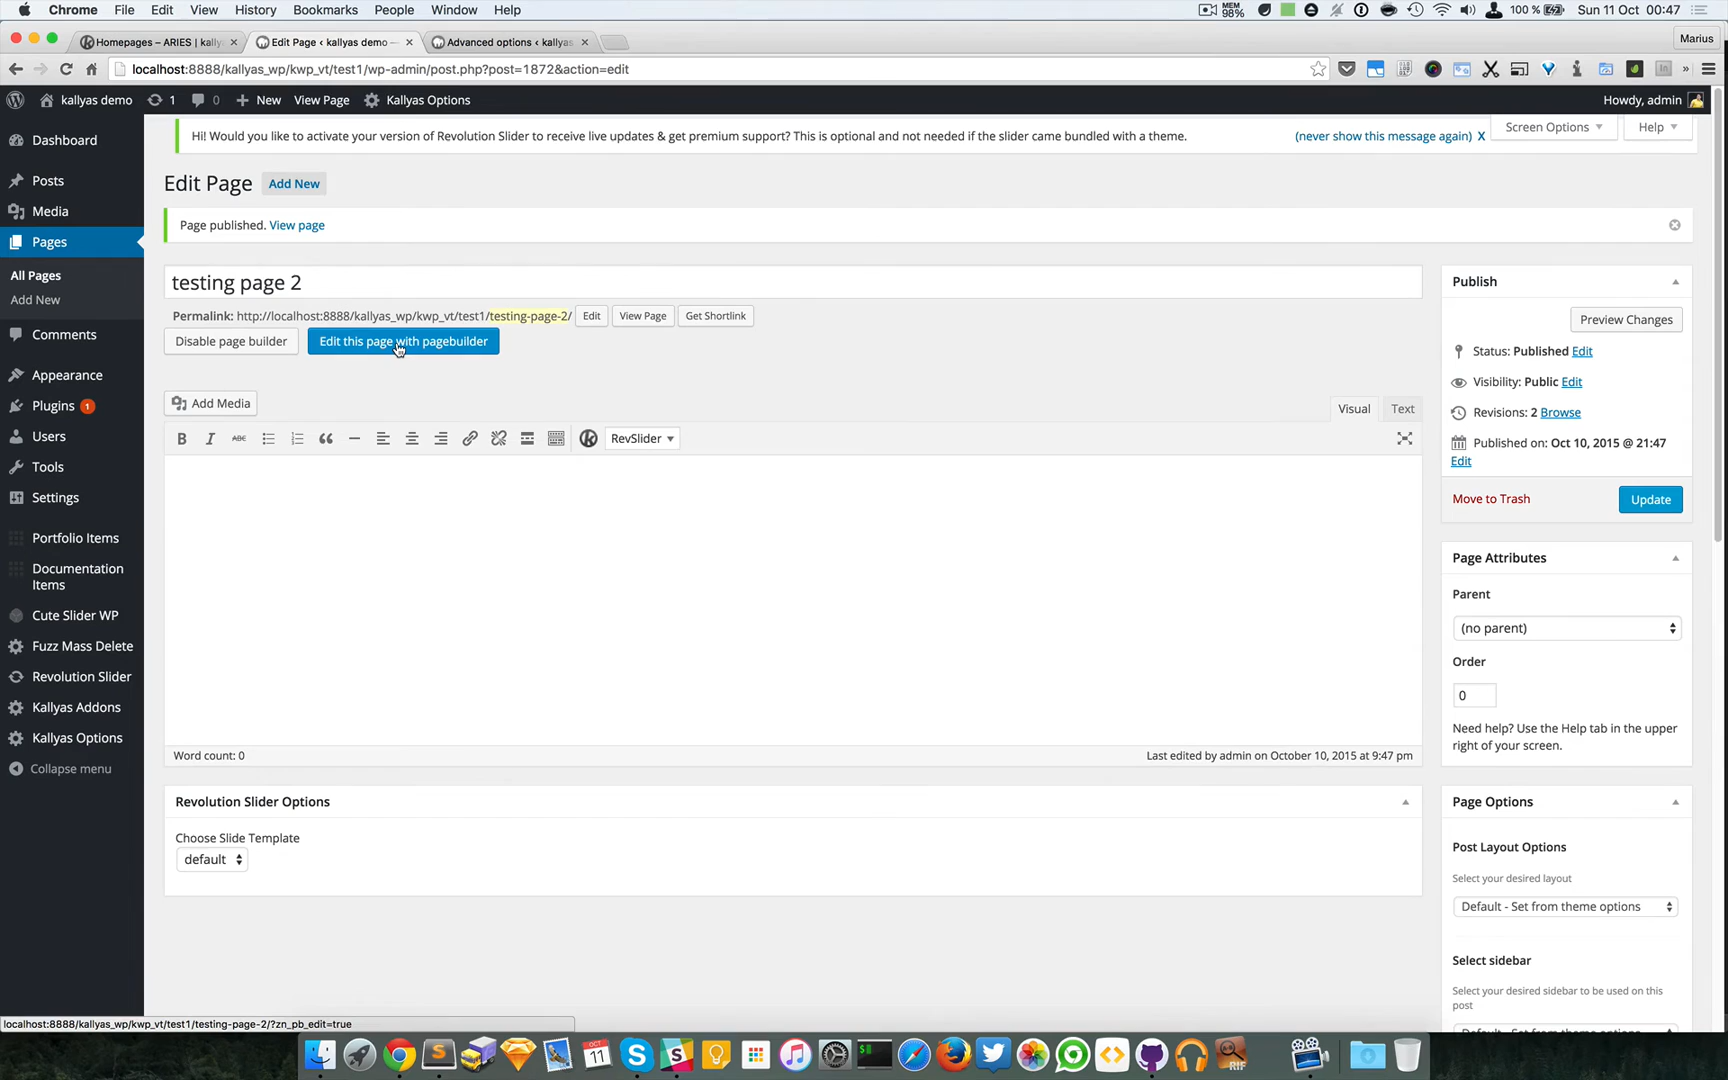 Chrome File Edit View History Bookmarks People Window Help MEM 98% 100 % Sun 11 Oct 00:47
Homepages – ARIES | kally Edit Page ‹ kallyas demo — Advanced options ‹ kallyas Marius
localhost:8888/kallyas_wp/kwp_vt/test1/wp-admin/post.php?post=1872&action=edit
kallyas demo 1 0 New View Page Kallyas Options Howdy, admin
Hi! Would you like to activate your version of Revolution Slider to receive live updates & get premium support? This is optional and not needed if the slider came bundled with a theme. (never show this message again) X
Screen Options Help
Dashboard
Posts
Media
Pages
All Pages
Add New
Comments
Appearance
Plugins 1
Users
Tools
Settings
Portfolio Items
Documentation
Items
Cute Slider WP
Fuzz Mass Delete
Revolution Slider
Kallyas Addons
Kallyas Options
Collapse menu
Edit Page Add New
Page published. View page
testing page 2
Permalink: http://localhost:8888/kallyas_wp/kwp_vt/test1/testing-page-2/ Edit View Page Get Shortlink
Disable page builder Edit this page with pagebuilder
Add Media Visual Text
B I ABC RevSlider
Word count: 0 Last edited by admin on October 10, 2015 at 9:47 pm
Revolution Slider Options
Choose Slide Template
default
Publish
Preview Changes
Status: Published Edit
Visibility: Public Edit
Revisions: 2 Browse
Published on: Oct 10, 2015 @ 21:47
Edit
Move to Trash Update
Page Attributes
Parent
(no parent)
Order
0
Need help? Use the Help tab in the upper
right of your screen.
Page Options
Post Layout Options
Select your desired layout
Default - Set from theme options
Select sidebar
Select your desired sidebar to be used on this
post
Default - Set from theme options
localhost:8888/kallyas_wp/kwp_vt/test1/testing-page-2/?zn_pb_edit=true
OCT
11
RIF